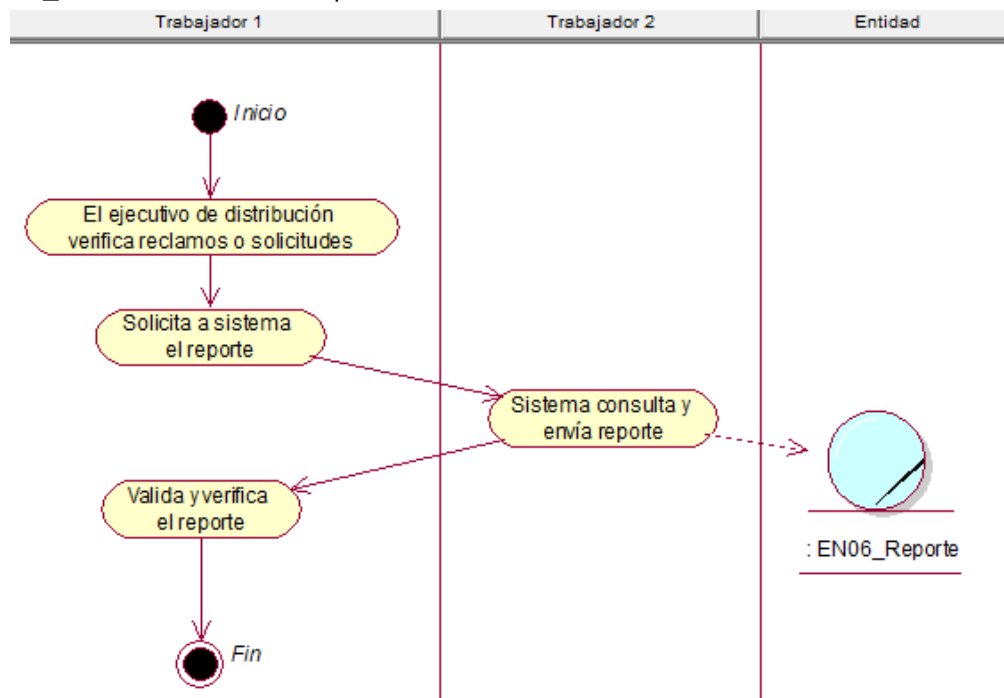 Trabajador 1
Trabajador 2
Entidad
Inicio
El ejecutivo de distribución
verifica reclamos o solicitudes
Solicita a sistema
el reporte
Sistema consulta y
envía reporte
Valida y verifica
el reporte
: EN06_Reporte
Fin